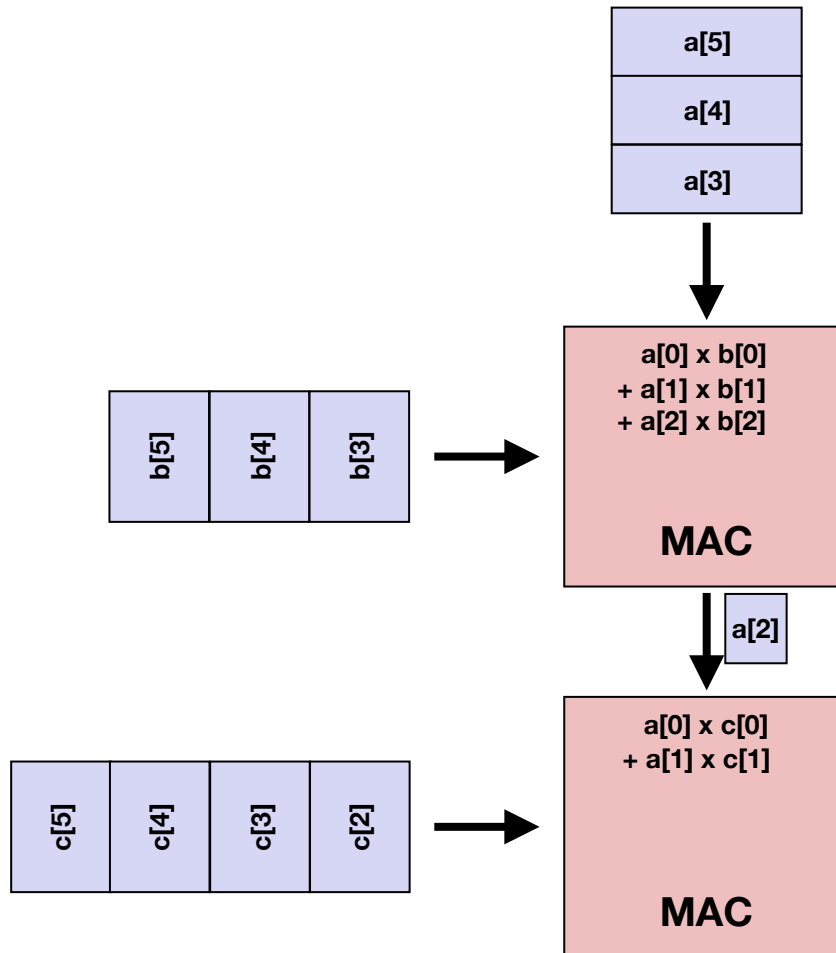 a[5]
a[4]
a[3]
a[0] x b[0]
+ a[1] x b[1]
+ a[2] x b[2]
MAC
b[5]
b[4]
b[3]
a[2]
a[0] x c[0]
+ a[1] x c[1]
MAC
c[5]
c[4]
c[3]
c[2]